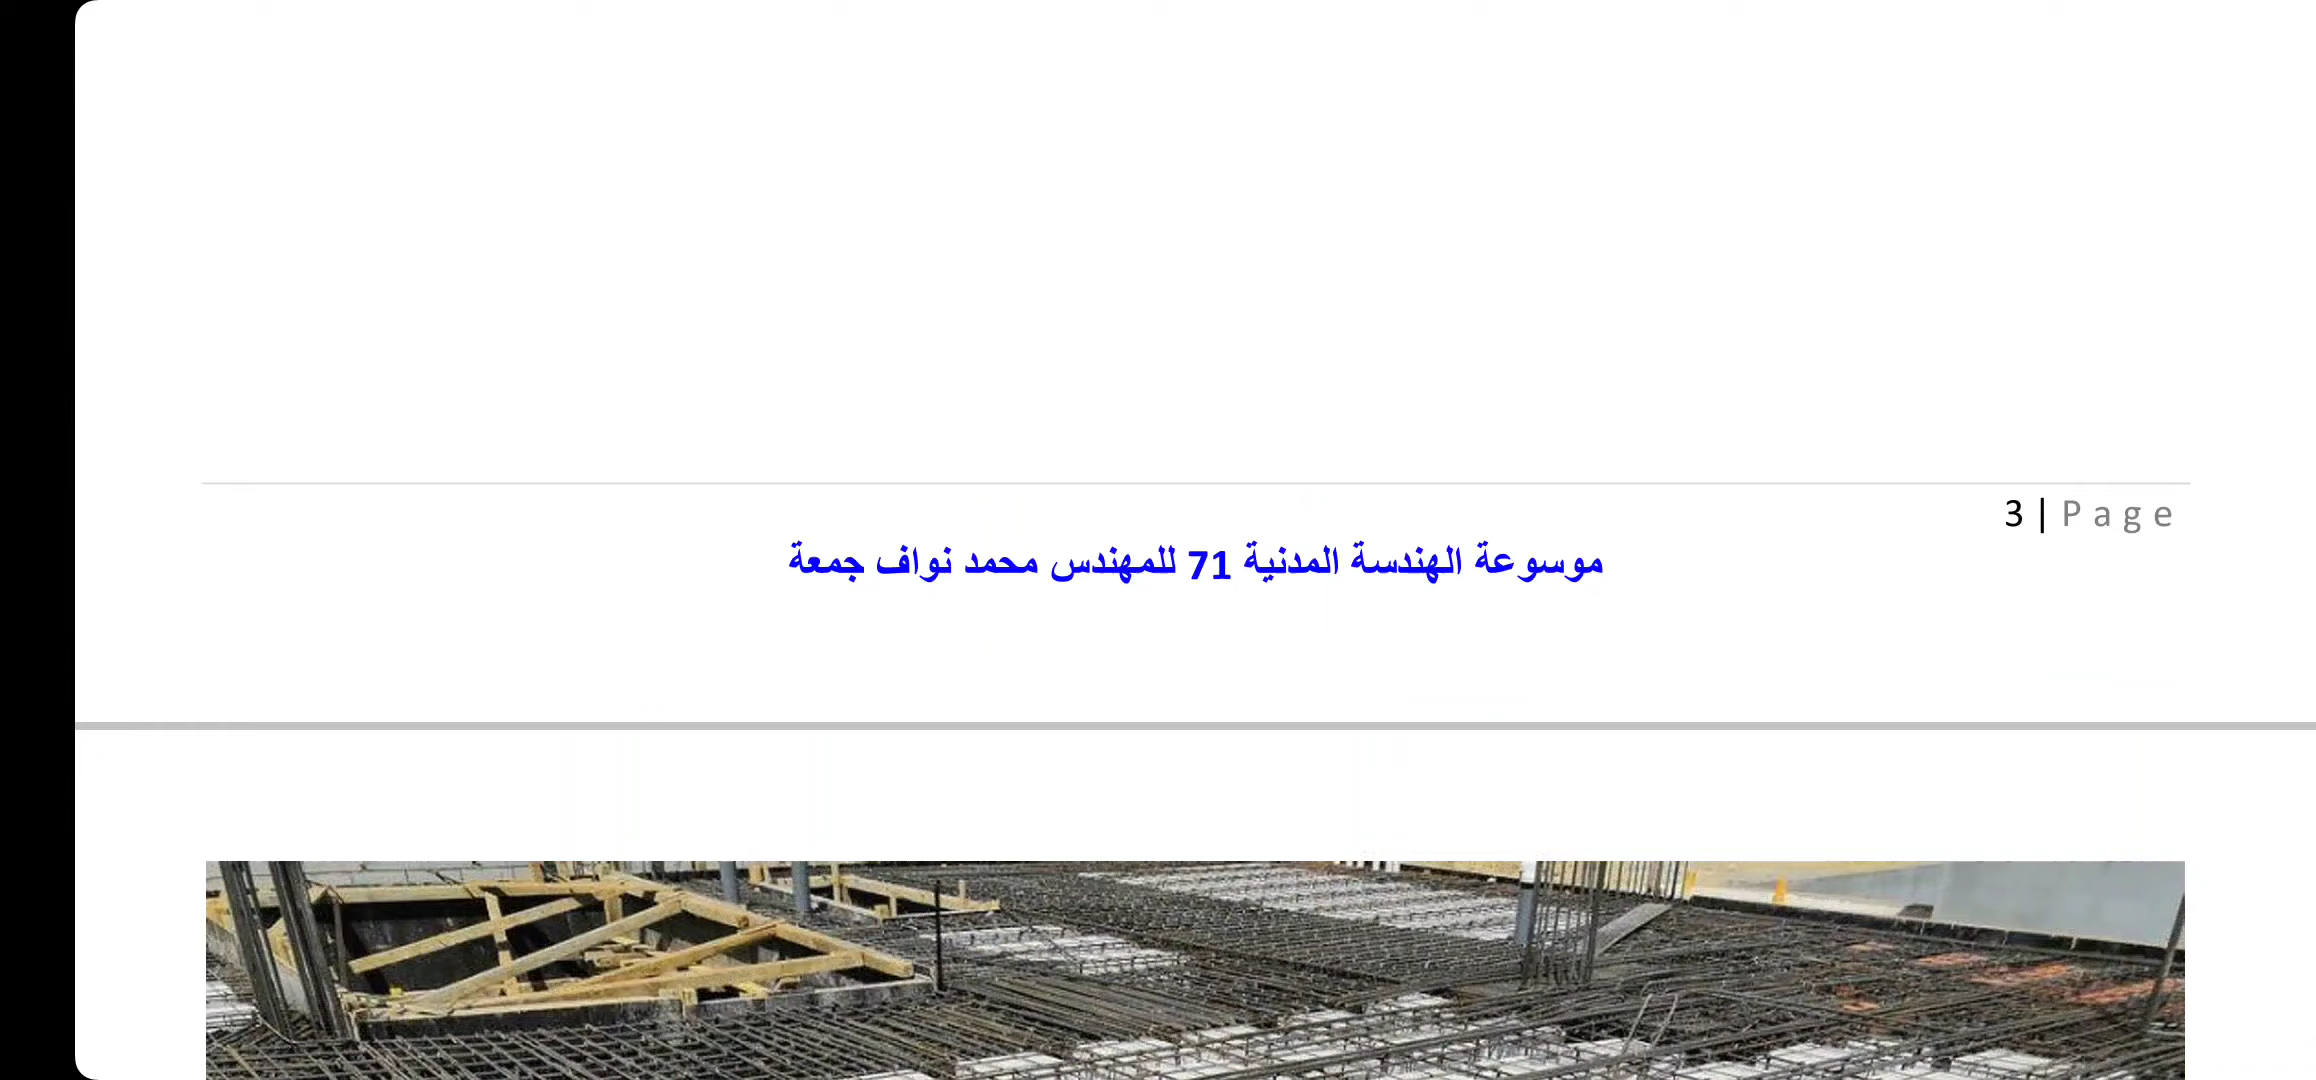 3 | Page
موسوعة الهندسة المدنية 71 للمهندس محمد نواف جمعة